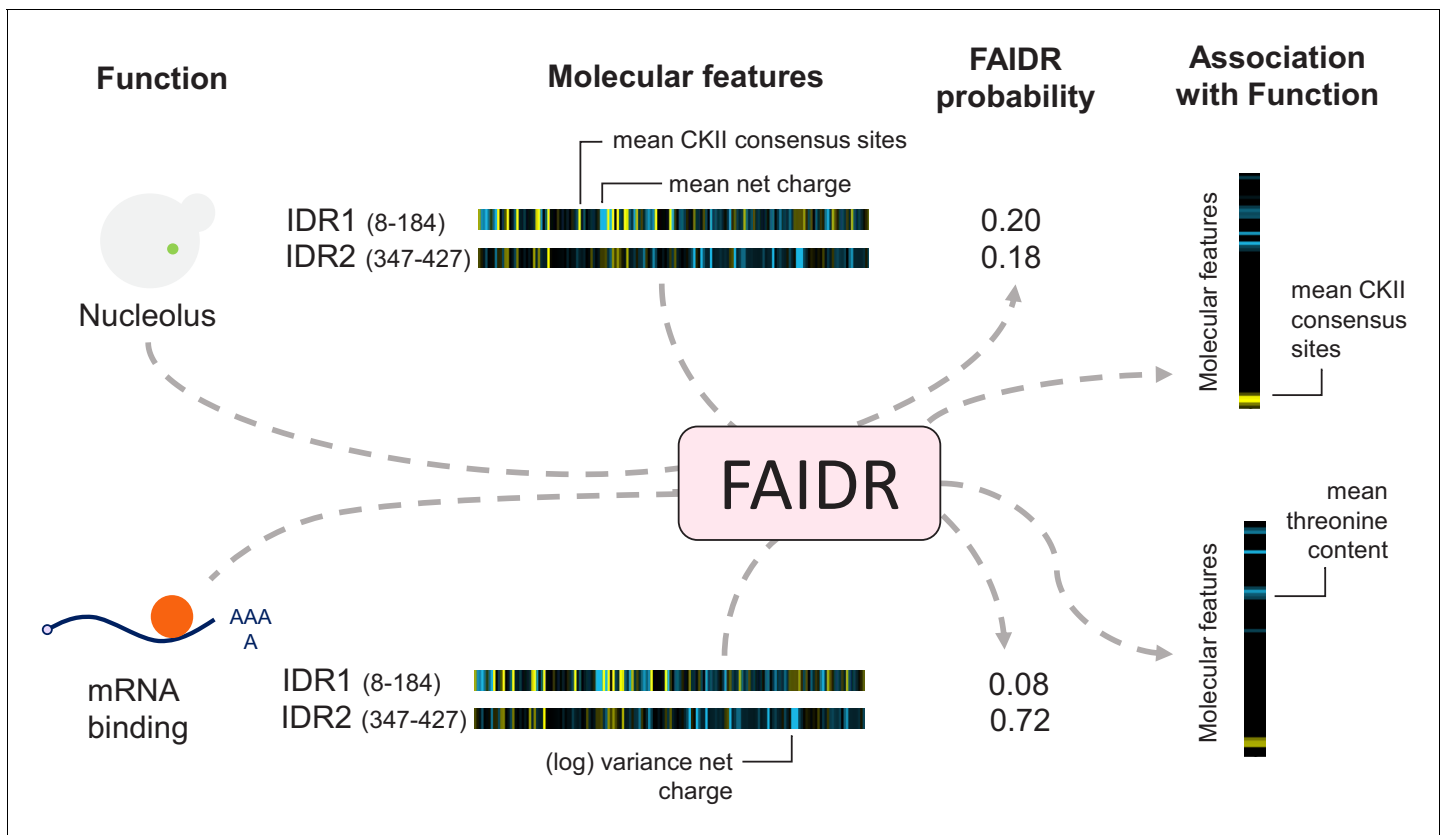 Function
Molecular features
FAIDR
probability
Association
with Function
mean CKII consensus sites
mean net charge
IDR1 (8-184)
0.20
IDR2 (347-427)
0.18
Nucleolus
Molecular features
mean CKII
consensus
sites
FAIDR
AAA
A
mRNA
binding
IDR1 (8-184)
0.08
IDR2 (347-427)
0.72
(log) variance net
charge
Molecular features
mean
threonine
content